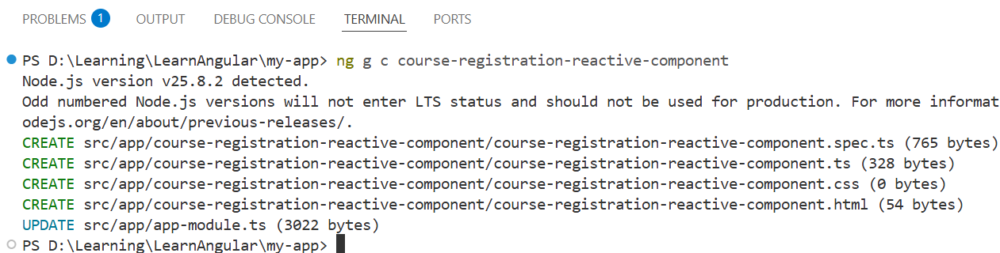 PROBLEMS 1 OUTPUT DEBUG CONSOLE TERMINAL PORTS
PS D:\Learning\LearnAngular\my-app> ng g c course-registration-reactive-component
Node.js version v25.8.2 detected.
Odd numbered Node.js versions will not enter LTS status and should not be used for production. For more informat
odejs.org/en/about/previous-releases/.
CREATE src/app/course-registration-reactive-component/course-registration-reactive-component.spec.ts (765 bytes)
CREATE src/app/course-registration-reactive-component/course-registration-reactive-component.ts (328 bytes)
CREATE src/app/course-registration-reactive-component/course-registration-reactive-component.css (0 bytes)
CREATE src/app/course-registration-reactive-component/course-registration-reactive-component.html (54 bytes)
UPDATE src/app/app-module.ts (3022 bytes)
PS D:\Learning\LearnAngular\my-app>